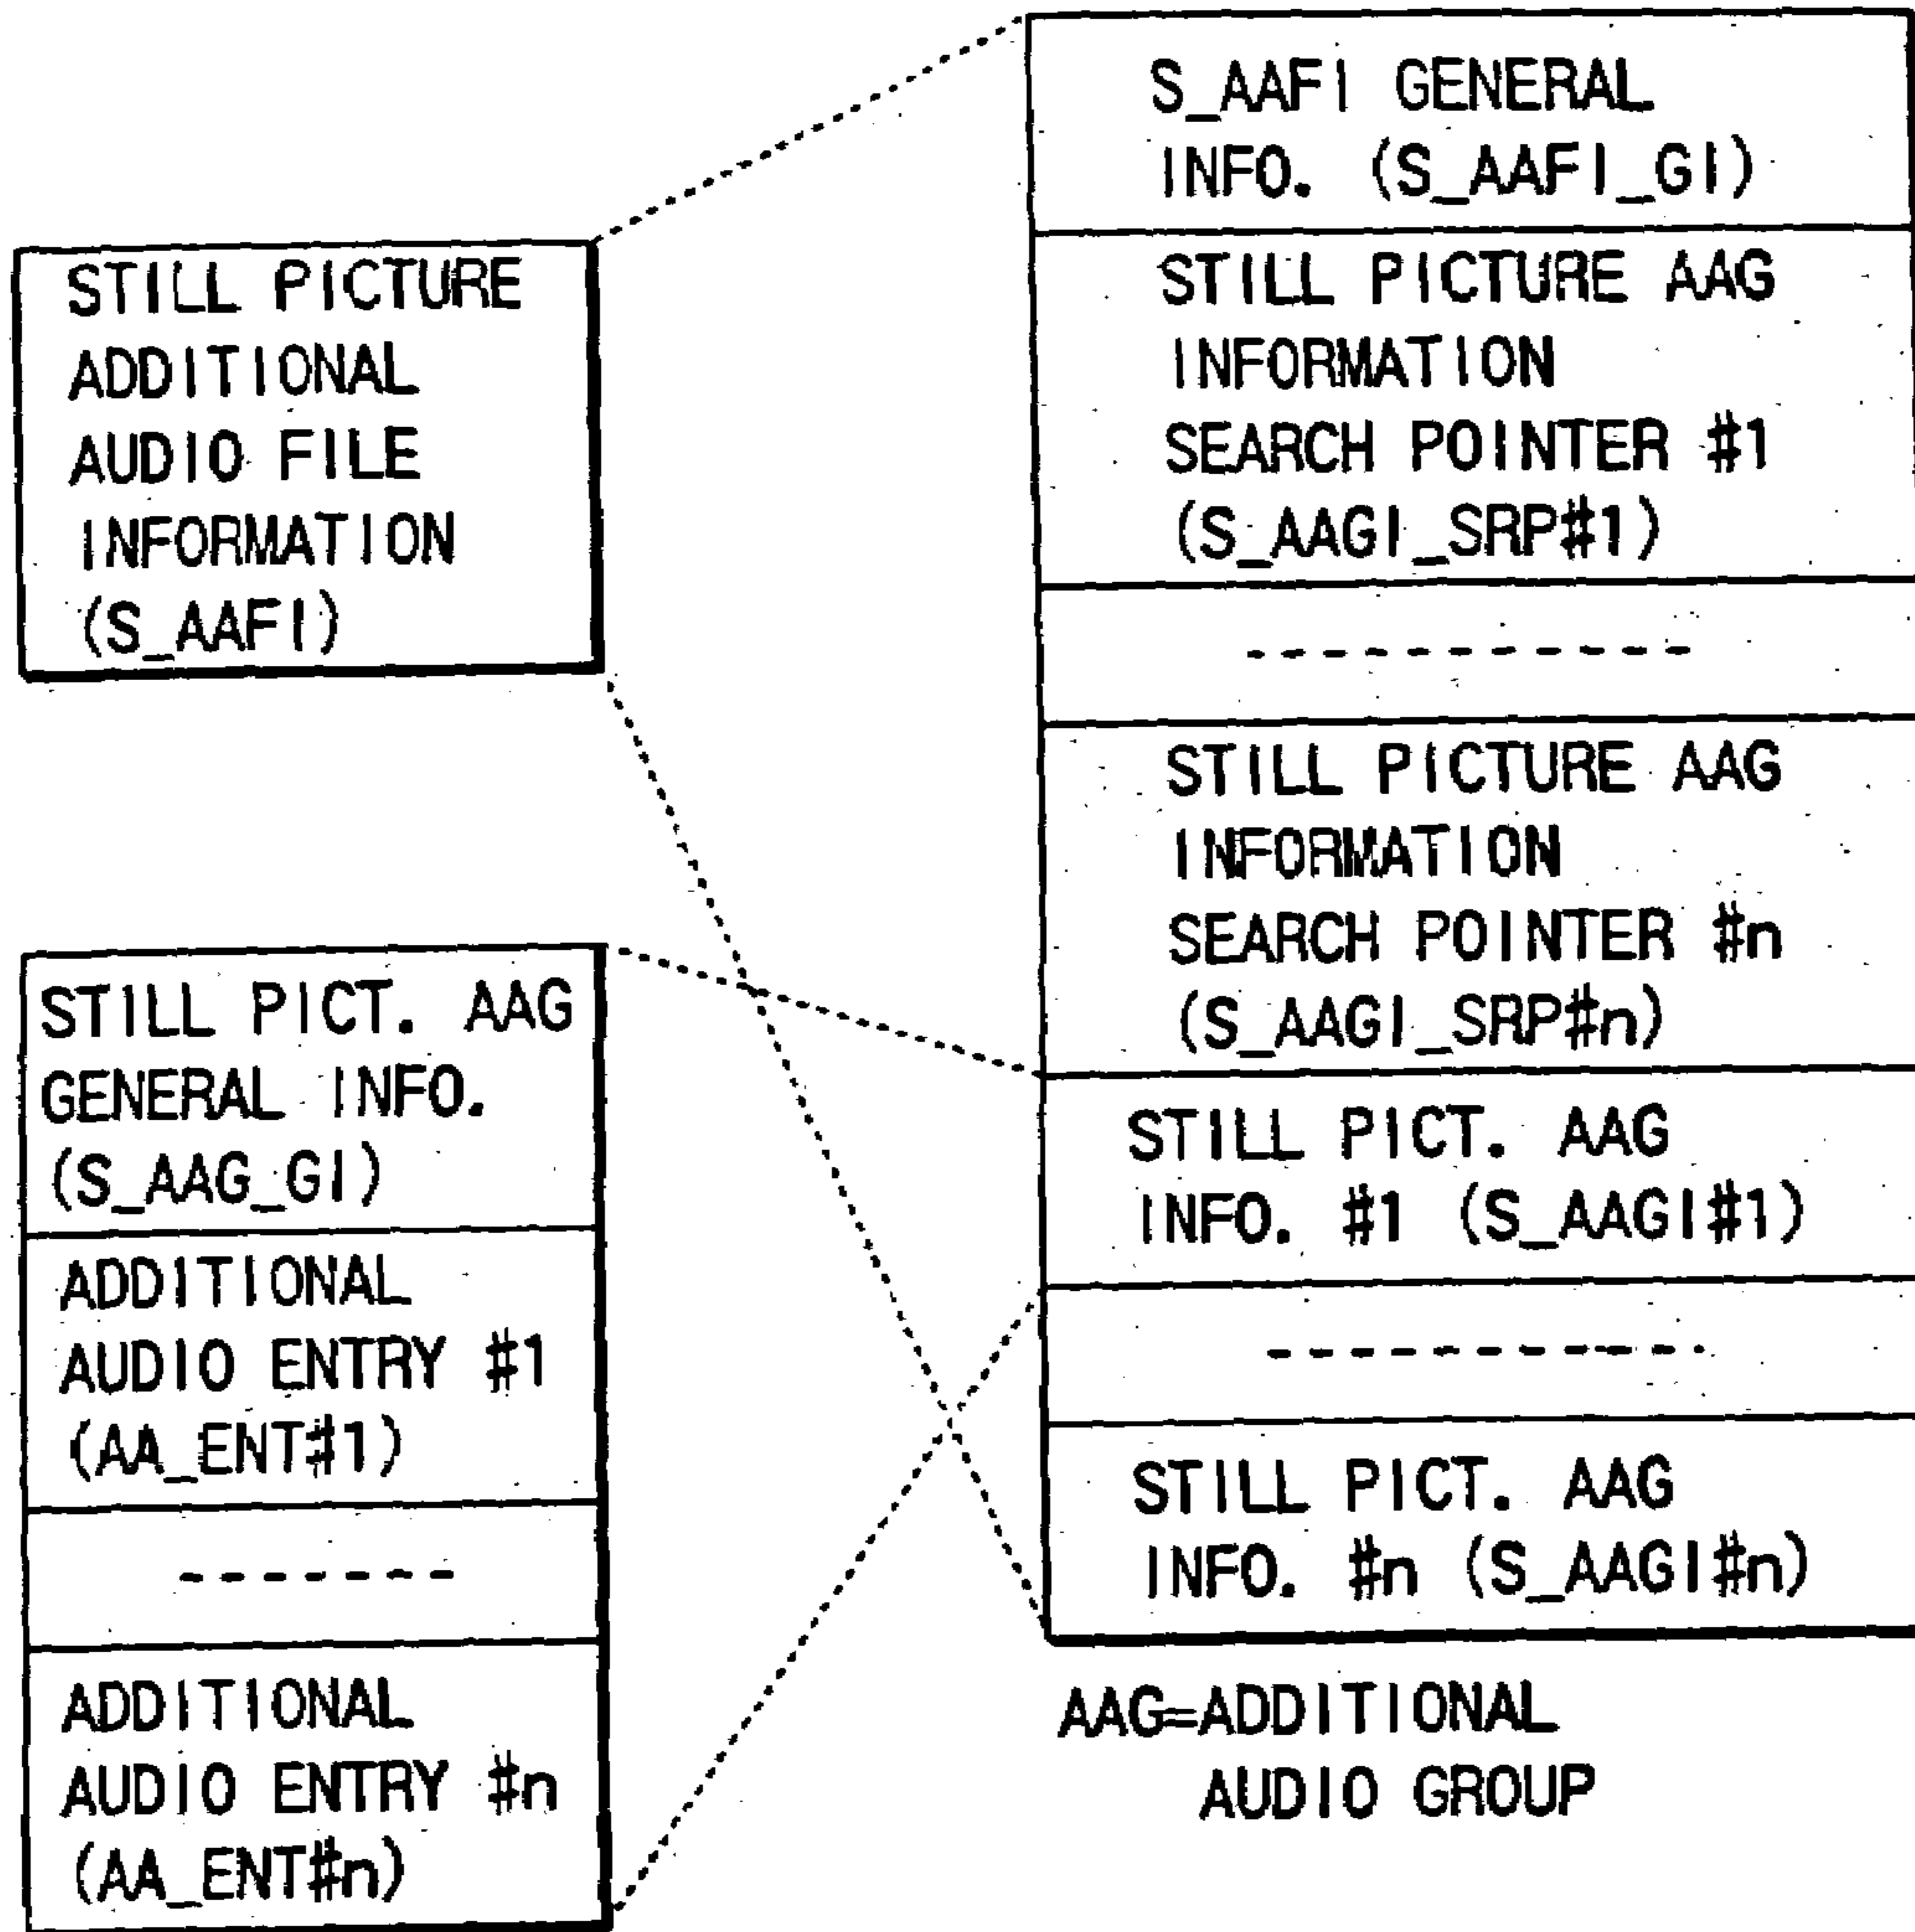 STILL PICTURE
ADDITIONAL
AUDIO FILE
INFORMATION
(S_AAFI)
S_AAFI GENERAL
INFO. (S_AAFI_GI)
STILL PICTURE AAG
INFORMATION
SEARCH POINTER #1
(S_AAGI_SRP#1)
STILL PICTURE AAG
INFORMATION
SEARCH POINTER #n
(S_AAGI_SRP#n)
STILL PICT. AAG
INFO. #1 (S_AAGI#1)
STILL PICT. AAG
INFO. #n (S_AAGI#n)
AAG=ADDITIONAL
AUDIO GROUP
STILL PICT. AAG
GENERAL INFO.
(S_AAG_GI)
ADDITIONAL
AUDIO ENTRY #1
(AA_ENT#1)
ADDITIONAL
AUDIO ENTRY #n
(AA_ENT#n)